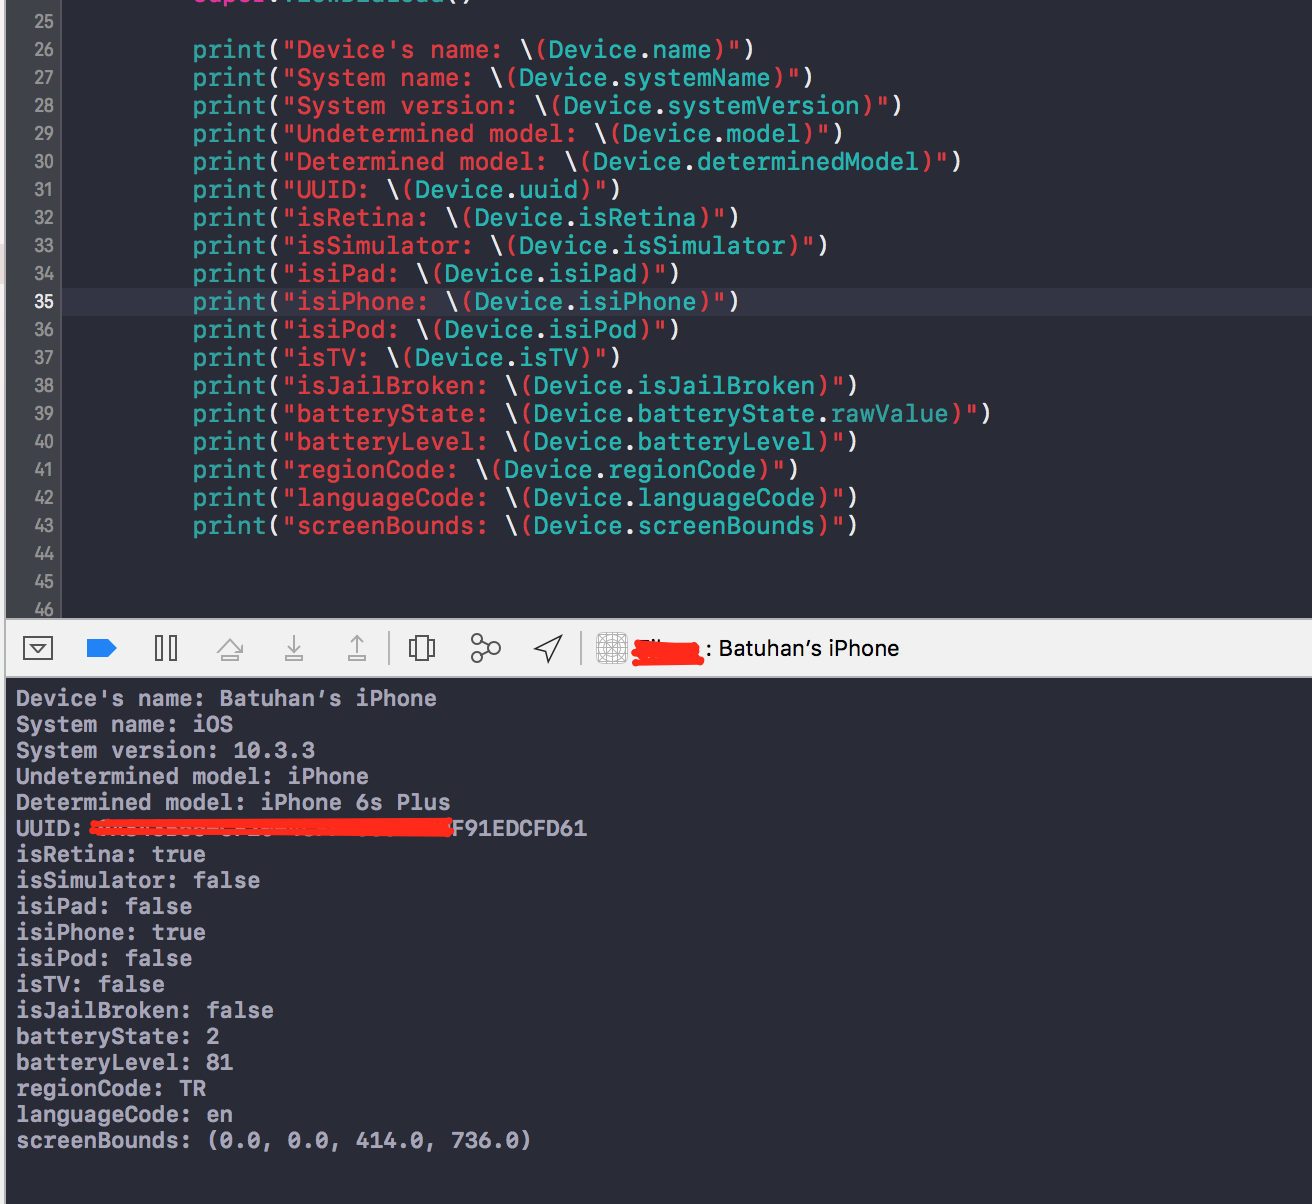 25
26 print("Device's name: \(Device.name)")
27 print("System name: \(Device.systemName)")
28 print("System version: \(Device.systemVersion)")
29 print("Undetermined model: \(Device.model)")
30 print("Determined model: \(Device.determinedModel)")
31 print("UUID: \(Device.uuid)")
32 print("isRetina: \(Device.isRetina)")
33 print("isSimulator: \(Device.isSimulator)")
34 print("isiPad: \(Device.isiPad)")
35 print("isiPhone: \(Device.isiPhone)")
36 print("isiPod: \(Device.isiPod)")
37 print("isTV: \(Device.isTV)")
38 print("isJailBroken: \(Device.isJailBroken)")
39 print("batteryState: \(Device.batteryState.rawValue)")
40 print("batteryLevel: \(Device.batteryLevel)")
41 print("regionCode: \(Device.regionCode)")
42 print("languageCode: \(Device.languageCode)")
43 print("screenBounds: \(Device.screenBounds)")
44
45
46
: Batuhan’s iPhone
Device's name: Batuhan’s iPhone
System name: iOS
System version: 10.3.3
Undetermined model: iPhone
Determined model: iPhone 6s Plus
UUID: F91EDCFD61
isRetina: true
isSimulator: false
isiPad: false
isiPhone: true
isiPod: false
isTV: false
isJailBroken: false
batteryState: 2
batteryLevel: 81
regionCode: TR
languageCode: en
screenBounds: (0.0, 0.0, 414.0, 736.0)